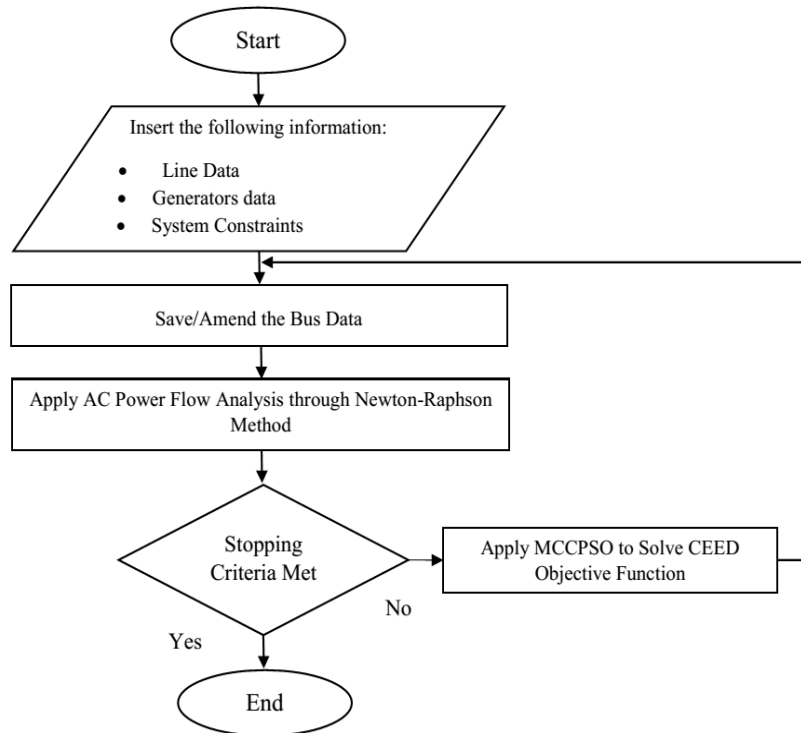 Start
Insert the following information:
• Line Data
• Generators data
• System Constraints
Save/Amend the Bus Data
Apply AC Power Flow Analysis through Newton-Raphson
Method
Stopping
Criteria Met
Apply MCCPSO to Solve CEED
Objective Function
No
Yes
End